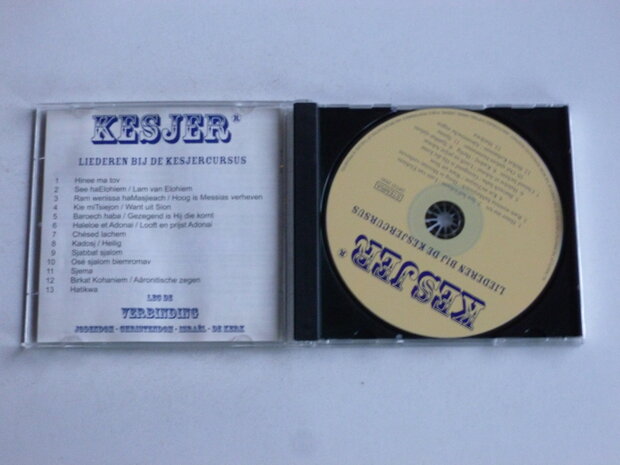 KESJER®
LIEDEREN BIJ DE KESJERCURSUS
1 Hinee ma tov
2 See haElohiem / Lam van Elohiem
3 Ram wenissa haMasjieach / Hoog is Messias verheven
4 Kie miTsiejon / Want uit Sion
5 Baroech haba / Gezegend is Hij die komt
6 Haleloe et Adonai / Looft en prijst Adonai
7 Chésed lachem
8 Kadosj / Heilig
9 Sjabbat sjalom
10 Osé sjalom biemromav
11 Sjema
12 Birkat Kohaniem / Aäronitische zegen
13 Hatikwa
LEG DE
VERBINDING
JODENDOM - CHRISTENDOM - ISRAËL - DE KERK
KESJER®
LIEDEREN BIJ DE KESJERCURSUS